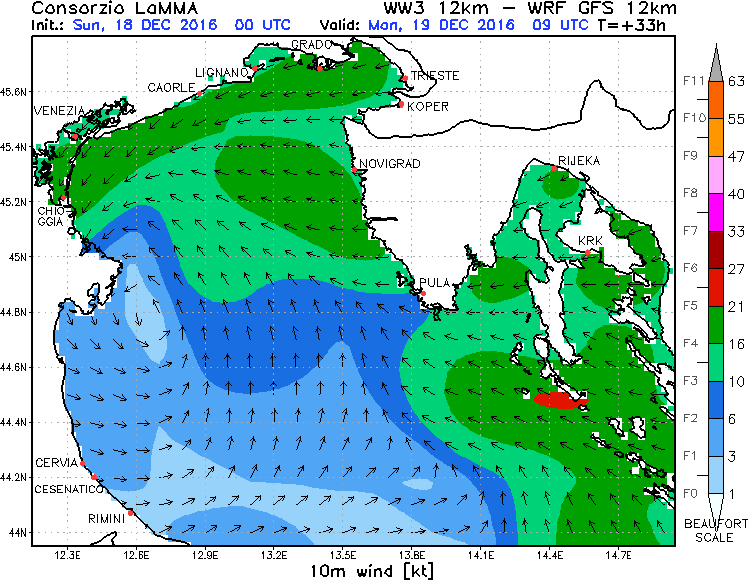 Consorzio LaMMA WW3 12km – WRF GFS 12km
Init.: Sun, 18 DEC 2016 00 UTC Valid: Mon, 19 DEC 2016 09 UTC T=+33h
GRADO
LIGNANO
TRIESTE
CAORLE
KOPER
VENEZIA
NOVIGRAD
RIJEKA
CHIO-
GGIA
KRK
PULA
CERVIA
CESENATICO
RIMINI
45.6N
45.4N
45.2N
45N
44.8N
44.6N
44.4N
44.2N
44N
12.3E 12.6E 12.9E 13.2E 13.5E 13.8E 14.1E 14.4E 14.7E
10m wind [kt]
F11 63
F10 55
F9 47
F8 40
F7 33
F6 27
F5 21
F4 16
F3 10
F2 6
F1 3
F0 1
BEAUFORT
SCALE